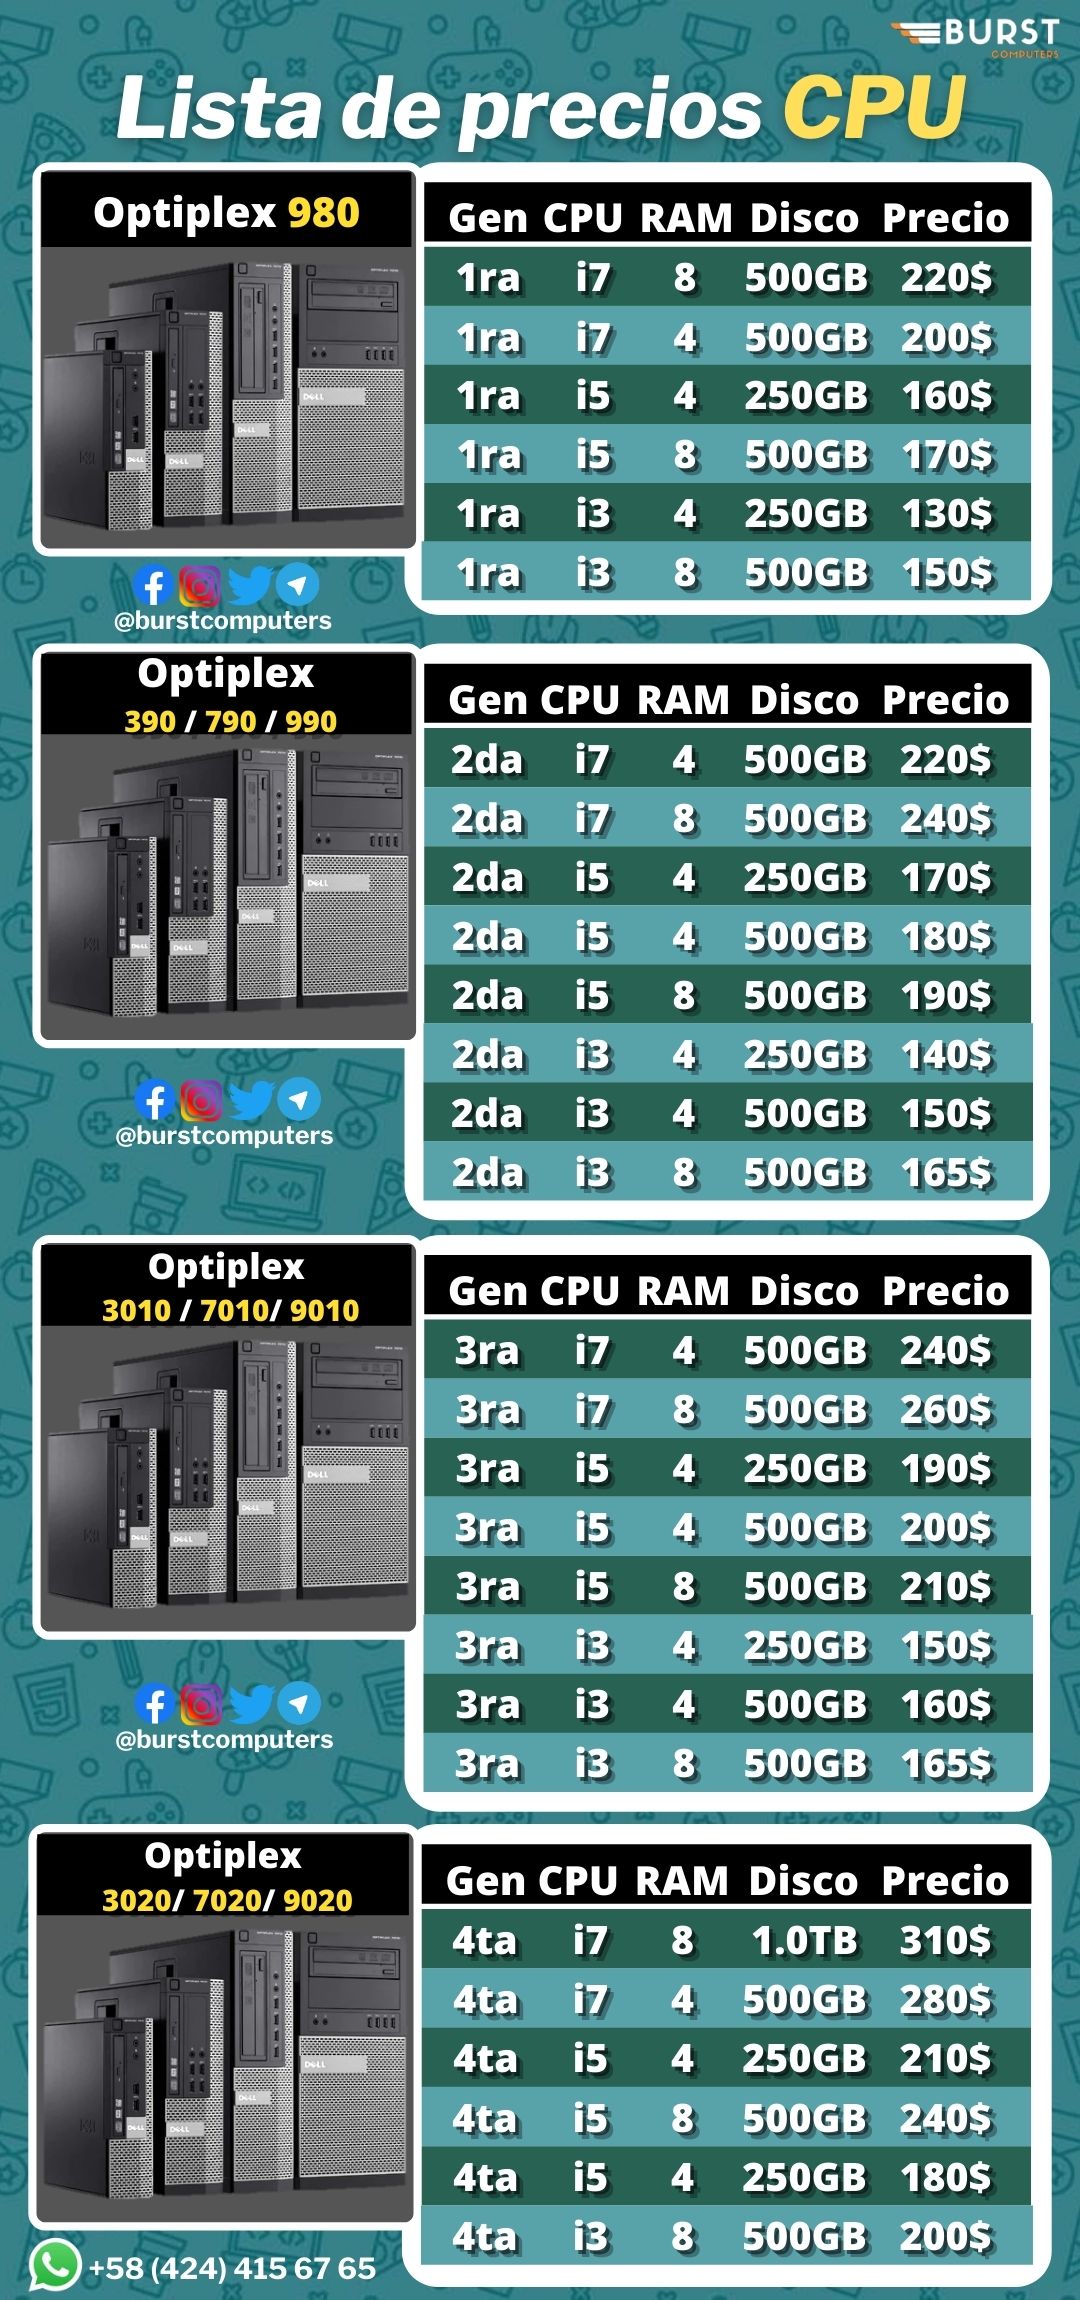 BURST
COMPUTERS
Lista de precios CPU
Optiplex 980
Gen CPU RAM Disco Precio
1ra i7 8 500GB 220$
1ra i7 4 500GB 200$
1ra i5 4 250GB 160$
1ra i5 8 500GB 170$
1ra i3 4 250GB 130$
1ra i3 8 500GB 150$
@burstcomputers
Optiplex
390 / 790 / 990
Gen CPU RAM Disco Precio
2da i7 4 500GB 220$
2da i7 8 500GB 240$
2da i5 4 250GB 170$
2da i5 4 500GB 180$
2da i5 8 500GB 190$
2da i3 4 250GB 140$
2da i3 4 500GB 150$
2da i3 8 500GB 165$
@burstcomputers
Optiplex
3010 / 7010/ 9010
Gen CPU RAM Disco Precio
3ra i7 4 500GB 240$
3ra i7 8 500GB 260$
3ra i5 4 250GB 190$
3ra i5 4 500GB 200$
3ra i5 8 500GB 210$
3ra i3 4 250GB 150$
3ra i3 4 500GB 160$
3ra i3 8 500GB 165$
@burstcomputers
Optiplex
3020/ 7020/ 9020
Gen CPU RAM Disco Precio
4ta i7 8 1.0TB 310$
4ta i7 4 500GB 280$
4ta i5 4 250GB 210$
4ta i5 8 500GB 240$
4ta i5 4 250GB 180$
4ta i3 8 500GB 200$
+58 (424) 415 67 65